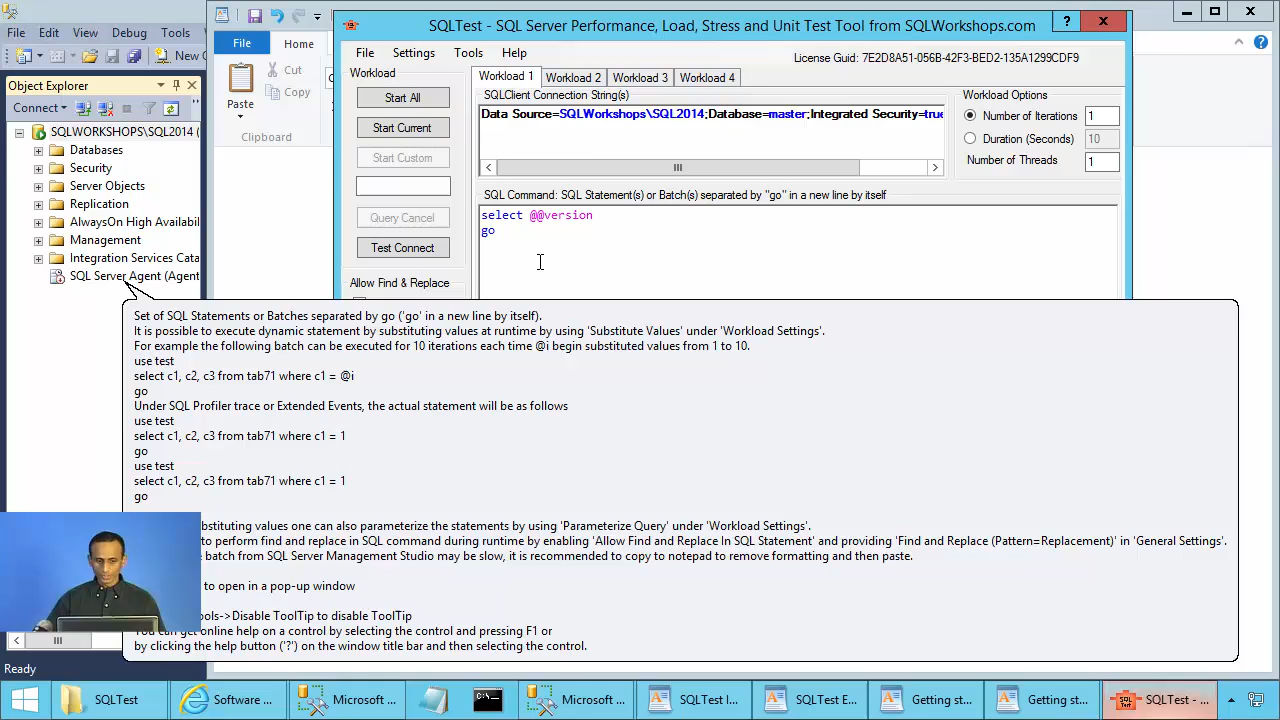 SQLTest - SQL Server Performance, Load, Stress and Unit Test Tool from SQLWorkshops.com
?
File Edit View Debug Tools
File Home
File Settings Tools Help
License Guid: 7E2D8A51-056B-42F3-BED2-135A1299CDF9
New
Cut
Copy
Paste
Clipboard
Object Explorer
Connect
SQLWORKSHOPS\SQL2014 (
Databases
Security
Server Objects
Replication
AlwaysOn High Availabil
Management
Integration Services Cata
SQL Server Agent (Agent
Workload
Start All
Start Current
Start Custom
Query Cancel
Test Connect
Allow Find & Replace
Workload 1 Workload 2 Workload 3 Workload 4
SQLClient Connection String(s)
Data Source=SQLWorkshops\SQL2014;Database=master;Integrated Security=true
Workload Options
Number of Iterations 1
Duration (Seconds) 10
Number of Threads 1
SQL Command: SQL Statement(s) or Batch(s) separated by "go" in a new line by itself
select @@version
go
Set of SQL Statements or Batches separated by go ('go' in a new line by itself).
It is possible to execute dynamic statement by substituting values at runtime by using 'Substitute Values' under 'Workload Settings'.
For example the following batch can be executed for 10 iterations each time @i begin substituted values from 1 to 10.
use test
select c1, c2, c3 from tab71 where c1 = @i
go
Under SQL Profiler trace or Extended Events, the actual statement will be as follows
use test
select c1, c2, c3 from tab71 where c1 = 1
go
use test
select c1, c2, c3 from tab71 where c1 = 1
go
bstituting values one can also parameterize the statements by using 'Parameterize Query' under 'Workload Settings'.
to perform find and replace in SQL command during runtime by enabling 'Allow Find and Replace In SQL Statement' and providing 'Find and Replace (Pattern=Replacement)' in 'General Settings'.
batch from SQL Server Management Studio may be slow, it is recommended to copy to notepad to remove formatting and then paste.
to open in a pop-up window
ools->Disable ToolTip to disable ToolTip
You can get online help on a control by selecting the control and pressing F1 or
by clicking the help button ('?') on the window title bar and then selecting the control.
Ready
SQLTest
Software ...
Microsoft ...
Microsoft ...
SQLTest I...
SQLTest E...
Getting st...
Getting st...
SQLTest - ...